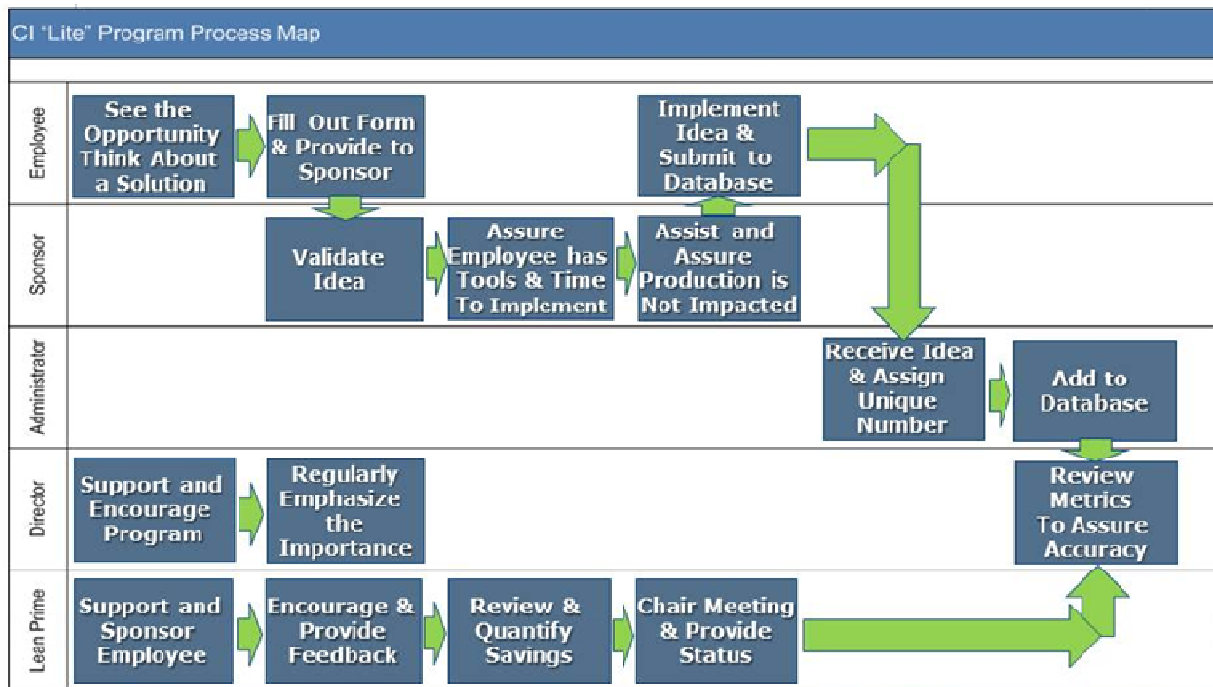 CI "Lite" Program Process Map
Employee
See the
Opportunity
Think About
a Solution
Fill Out Form
& Provide to
Sponsor
Implement
Idea &
Submit to
Database
Sponsor
Validate
Idea
Assure
Employee has
Tools & Time
To Implement
Assist and
Assure
Production is
Not Impacted
Administrator
Receive Idea
& Assign
Unique
Number
Add to
Database
Director
Support and
Encourage
Program
Regularly
Emphasize
the
Importance
Review
Metrics
To Assure
Accuracy
Lean Prime
Support and
Sponsor
Employee
Encourage &
Provide
Feedback
Review &
Quantify
Savings
Chair Meeting
& Provide
Status